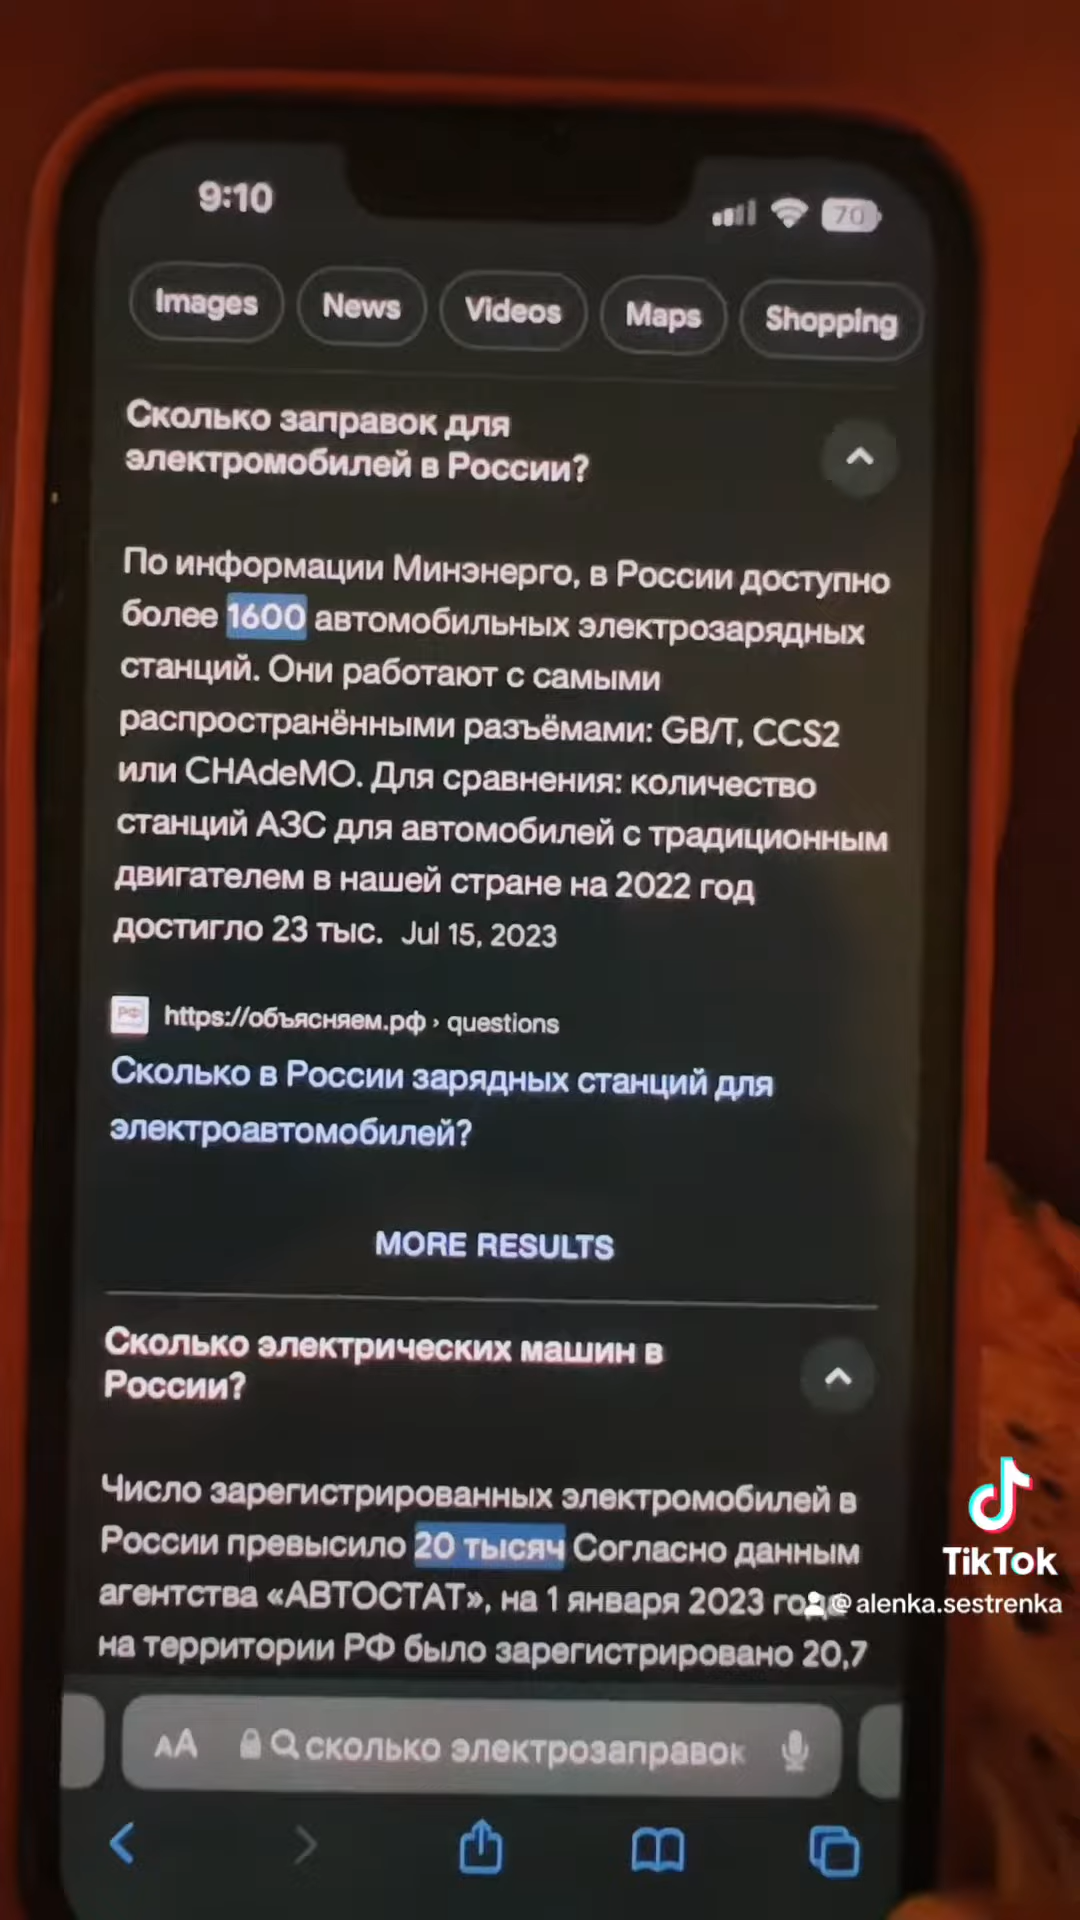 9:10
70
Images News Videos Maps Shopping
Сколько заправок для
электромобилей в России?
По информации Минэнерго, в России доступно
более 1600 автомобильных электрозарядных
станций. Они работают с самыми
распространёнными разъёмами: GB/T, CCS2
или CHAdeMO. Для сравнения: количество
станций АЗС для автомобилей с традиционным
двигателем в нашей стране на 2022 год
достигло 23 тыс. Jul 15, 2023
РФ https://объясняем.рф › questions
Сколько в России зарядных станций для
электроавтомобилей?
MORE RESULTS
Сколько электрических машин в
России?
Число зарегистрированных электромобилей в
России превысило 20 тысяч Согласно данным
агентства «АВТОСТАТ», на 1 января 2023 года
на территории РФ было зарегистрировано 20,7
TikTok
@alenka.sestrenka
AA сколько электрозаправок